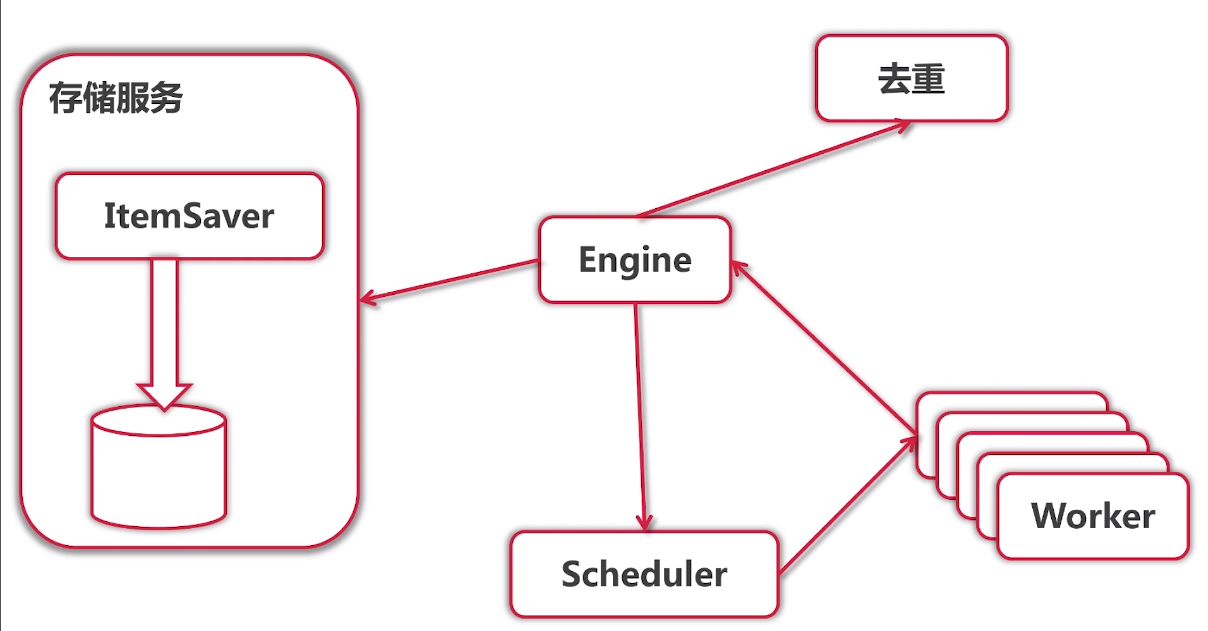 存储服务
ItemSaver
去重
Engine
Scheduler
Worker